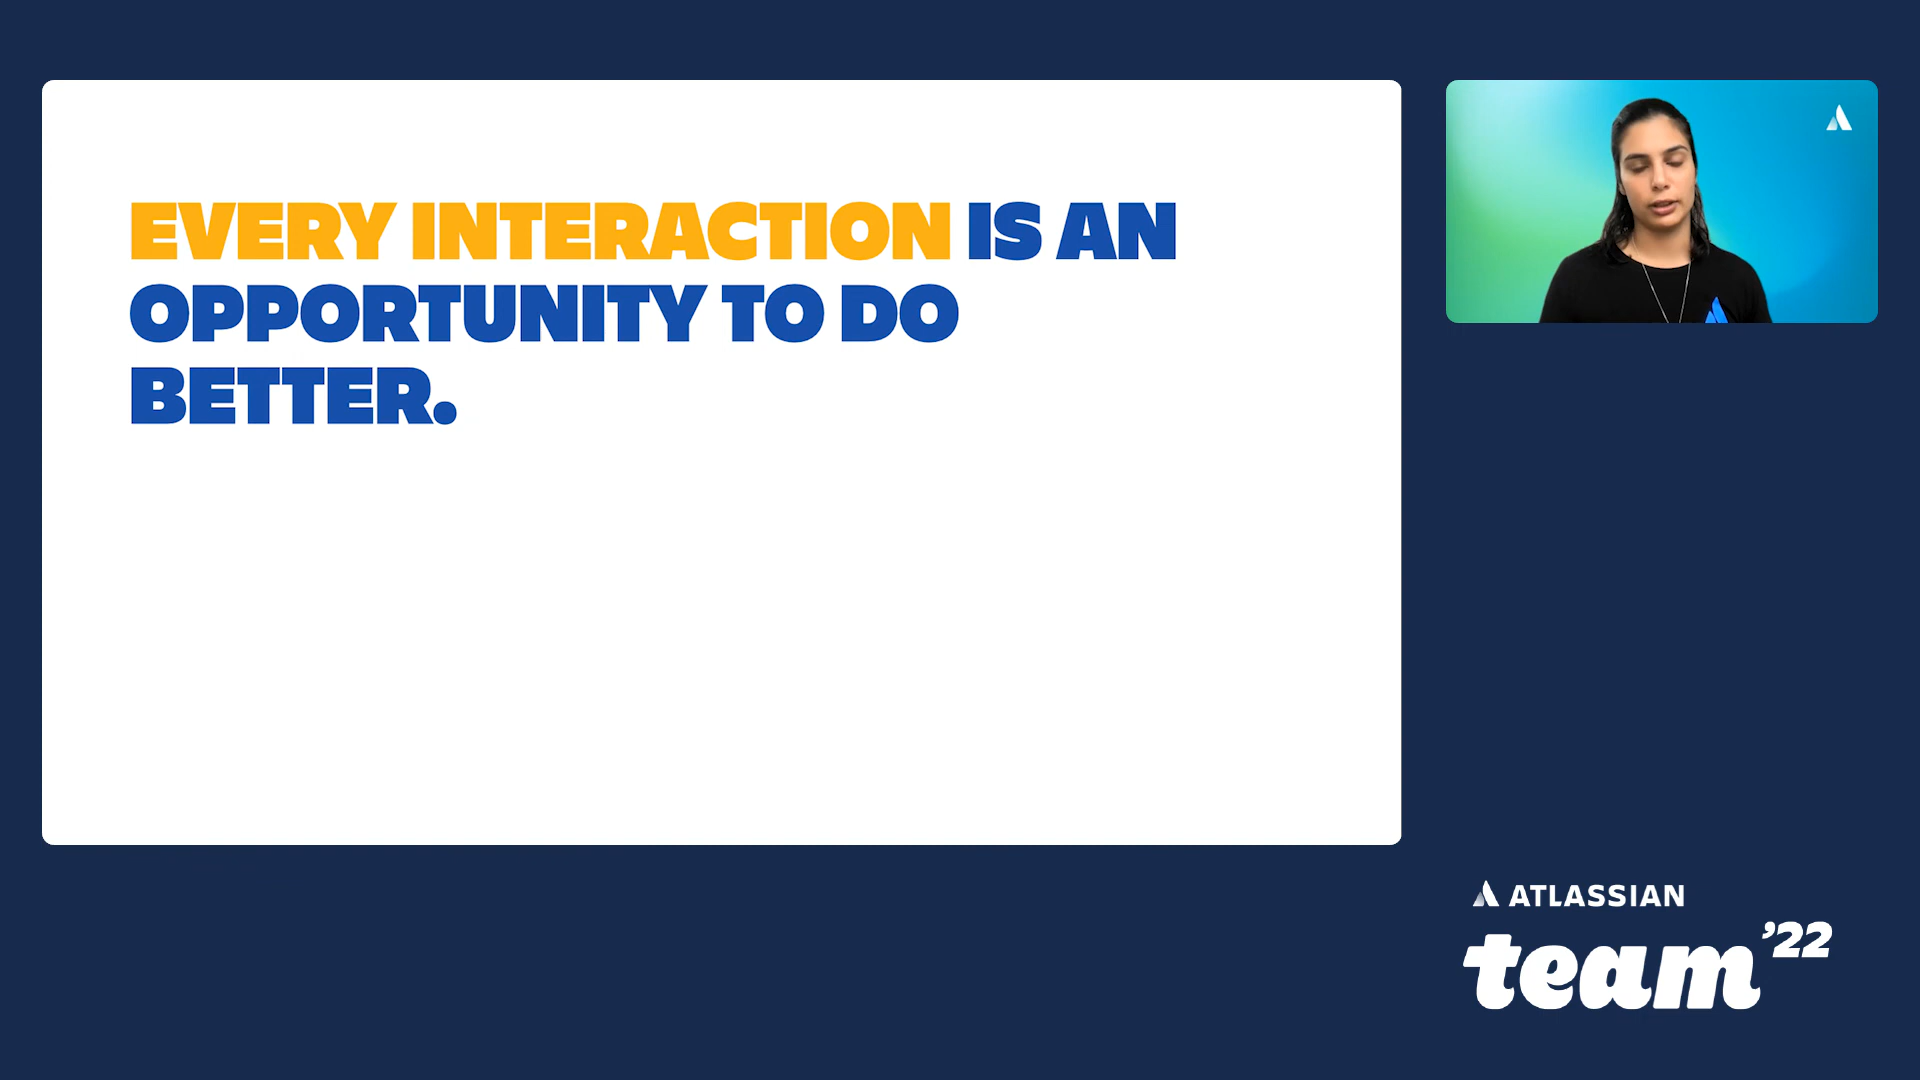 EVERY INTERACTION IS AN
OPPORTUNITY TO DO
BETTER.
ATLASSIAN
team '22